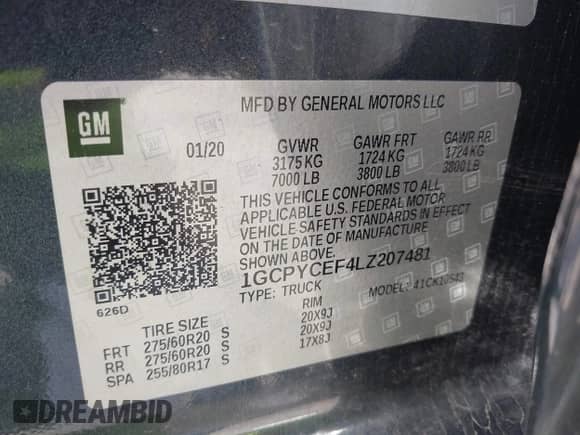 GM
MFD BY GENERAL MOTORS LLC
01/20 GVWR GAWR FRT GAWR RR
3175 KG 1724 KG 1724 KG
7000 LB 3800 LB 3800 LB
THIS VEHICLE CONFORMS TO ALL
APPLICABLE U.S. FEDERAL MOTOR
VEHICLE SAFETY STANDARDS IN EFFECT
ON THE DATE OF MANUFACTURE
SHOWN ABOVE.
1GCPYCEF4LZ207481
TYPE: TRUCK MODEL: 41CK10543
626D
TIRE SIZE RIM
FRT 275/60R20 S 20X9J
RR 275/60R20 S 20X9J
SPA 255/80R17 S 17X8J
DREAMBID